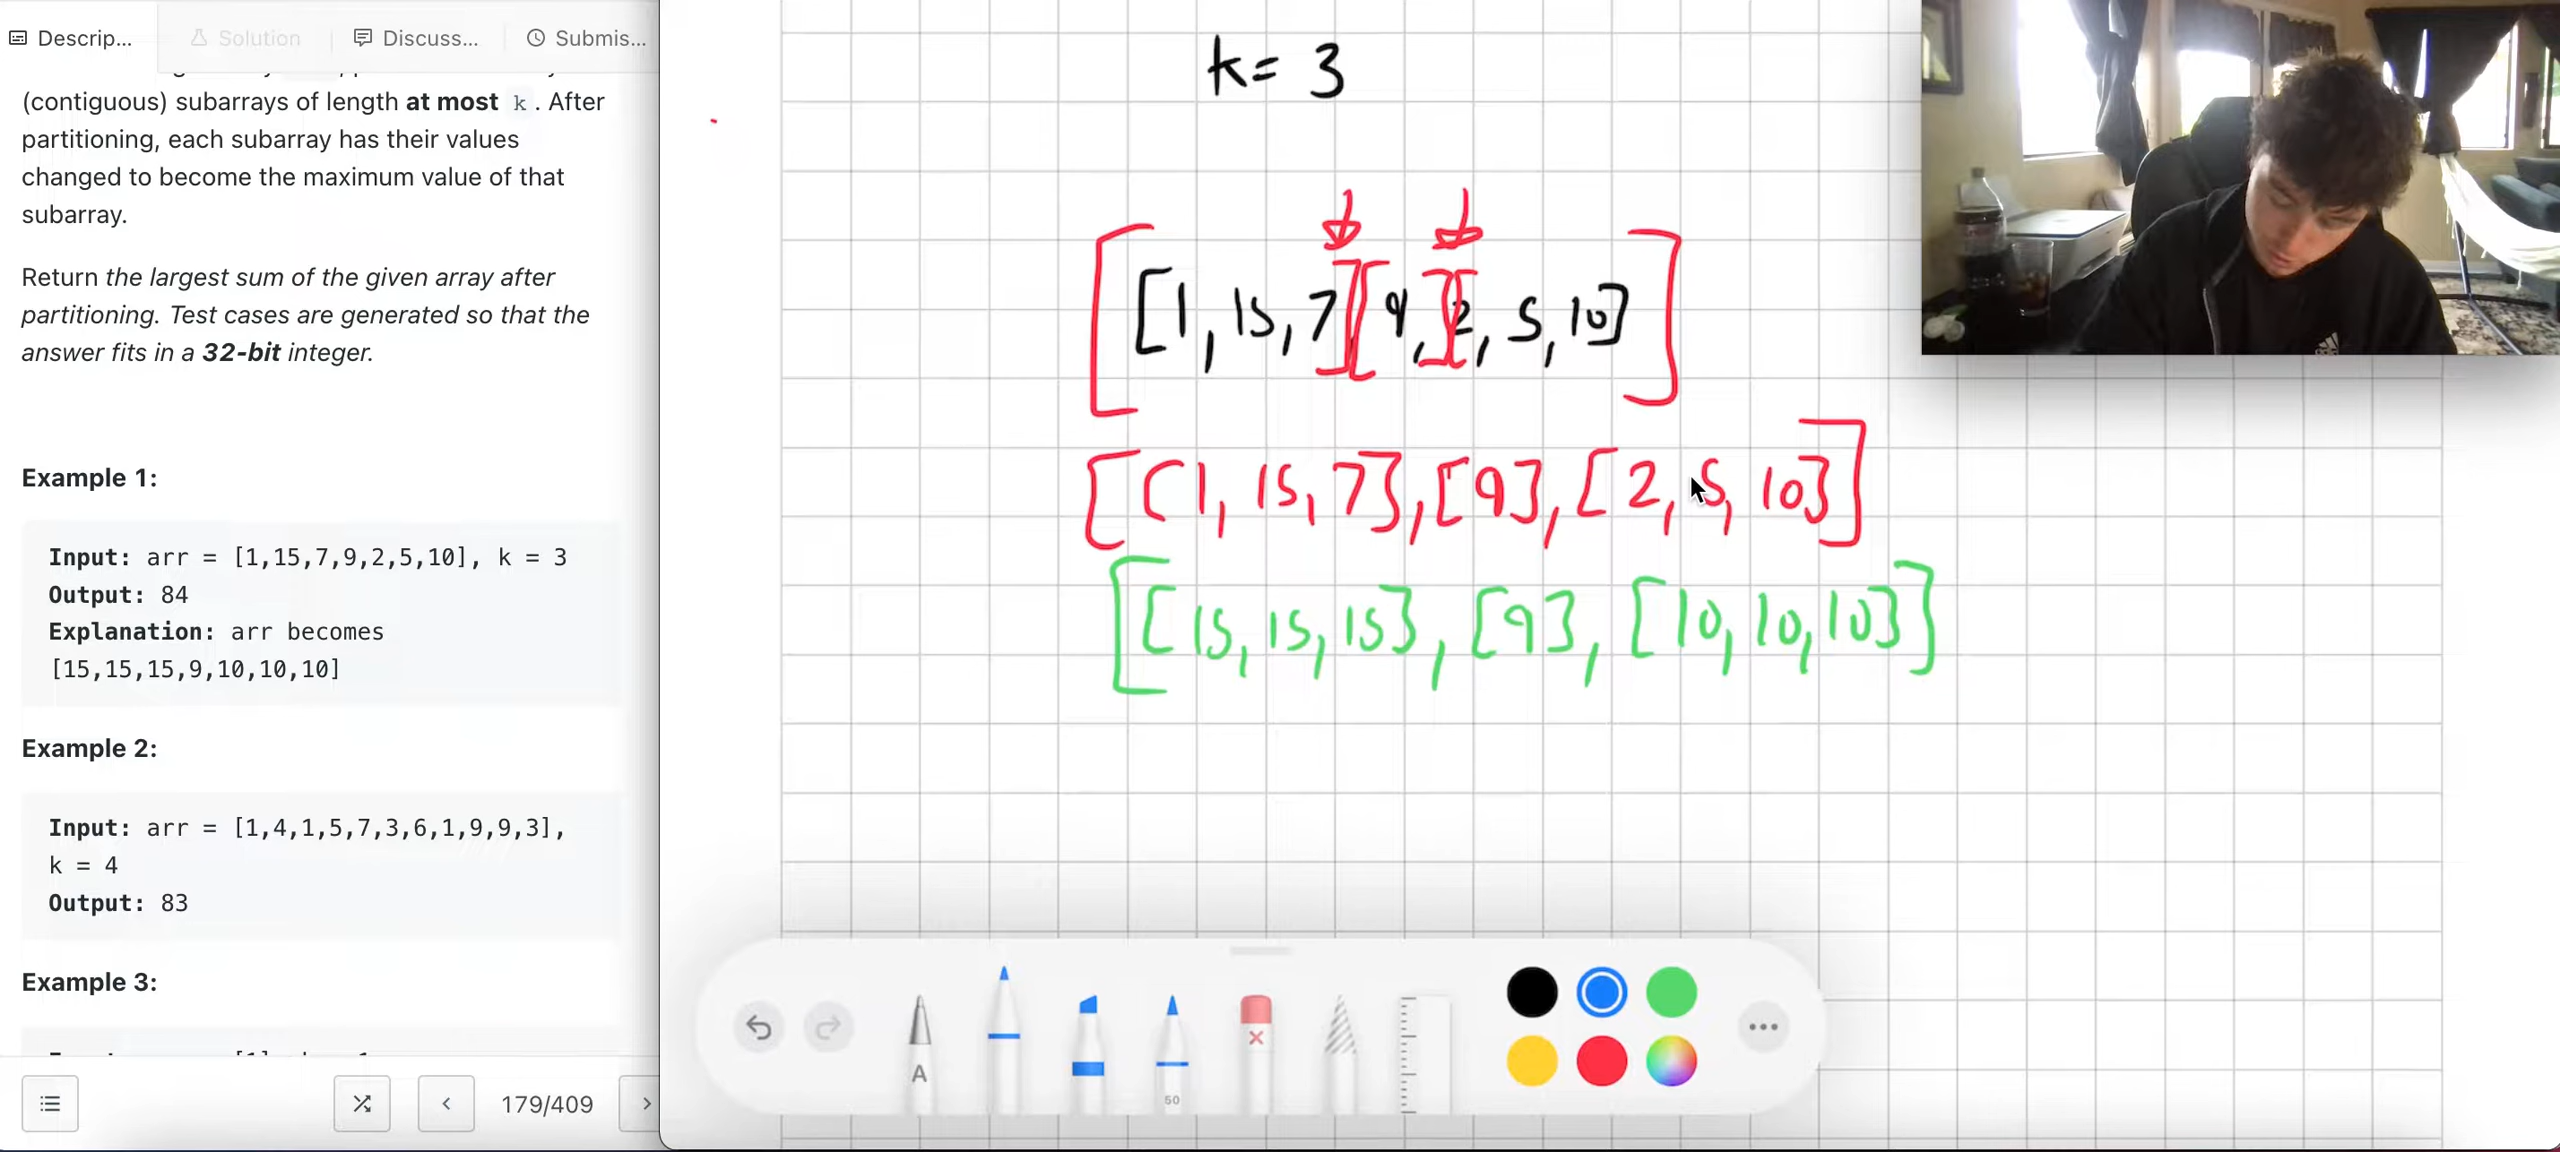 Descrip...
Solution
Discuss...
Submis...
(contiguous) subarrays of length at most k . After
partitioning, each subarray has their values
changed to become the maximum value of that
subarray.
Return the largest sum of the given array after
partitioning. Test cases are generated so that the
answer fits in a 32-bit integer.
Example 1:
Input: arr = [1,15,7,9,2,5,10], k = 3
Output: 84
Explanation: arr becomes
[15,15,15,9,10,10,10]
Example 2:
Input: arr = [1,4,1,5,7,3,6,1,9,9,3],
k = 4
Output: 83
Example 3:
179/409
k= 3
[[1,15,7][9,][2,5,10]]
[[1,15,7],[9],[2,5,10]]
[[15,15,15],[9],[10,10,10]]
A
50